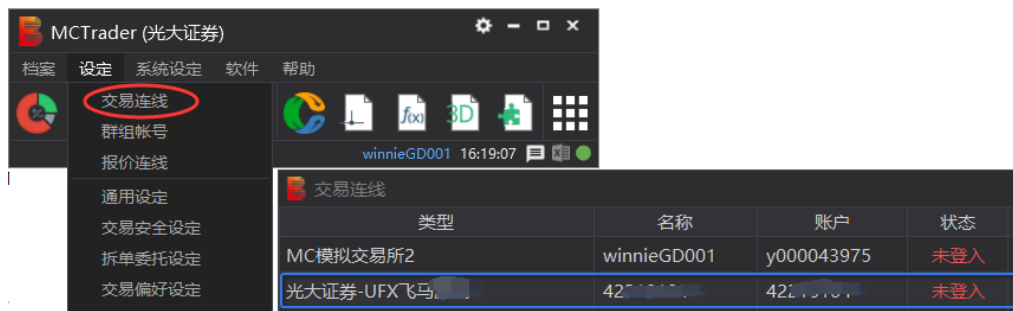 MCTrader (光大证券)
档案 设定 系统设定 软件 帮助
交易连线
f(x) 3D
群组帐号
winnieGD001 16:19:07
报价连线
交易连线
通用设定
类型 名称 账户 状态
交易安全设定
MC模拟交易所2 winnieGD001 y000043975 未登入
拆单委托设定
光大证券-UFX飞马 未登入
交易偏好设定